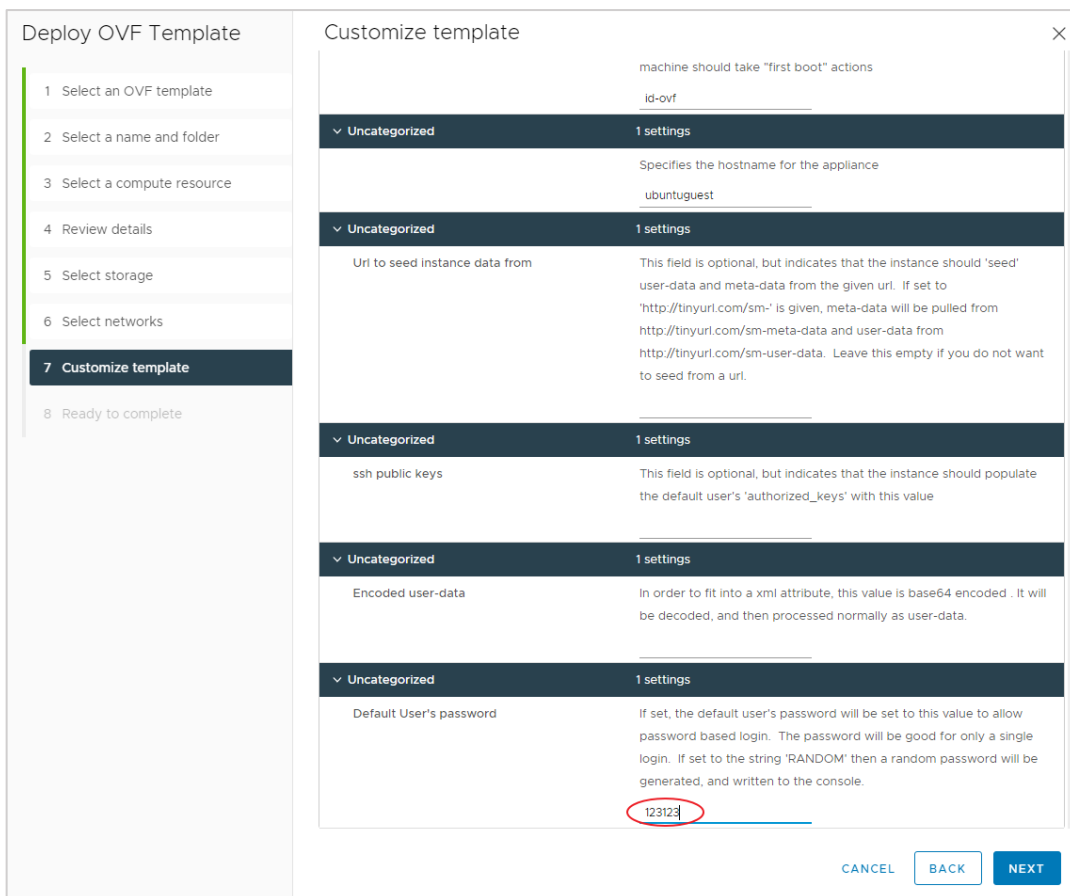 Deploy OVF Template
1 Select an OVF template
2 Select a name and folder
3 Select a compute resource
4 Review details
5 Select storage
6 Select networks
7 Customize template
8 Ready to complete
Customize template
machine should take "first boot" actions
id-ovf
Uncategorized 1 settings
Specifies the hostname for the appliance
ubuntuguest
Uncategorized 1 settings
Url to seed instance data from
This field is optional, but indicates that the instance should 'seed'
user-data and meta-data from the given url. If set to
'http://tinyurl.com/sm-' is given, meta-data will be pulled from
http://tinyurl.com/sm-meta-data and user-data from
http://tinyurl.com/sm-user-data. Leave this empty if you do not want
to seed from a url.
Uncategorized 1 settings
ssh public keys
This field is optional, but indicates that the instance should populate
the default user's 'authorized_keys' with this value
Uncategorized 1 settings
Encoded user-data
In order to fit into a xml attribute, this value is base64 encoded . It will
be decoded, and then processed normally as user-data.
Uncategorized 1 settings
Default User's password
If set, the default user's password will be set to this value to allow
password based login. The password will be good for only a single
login. If set to the string 'RANDOM' then a random password will be
generated, and written to the console.
123123
CANCEL BACK NEXT